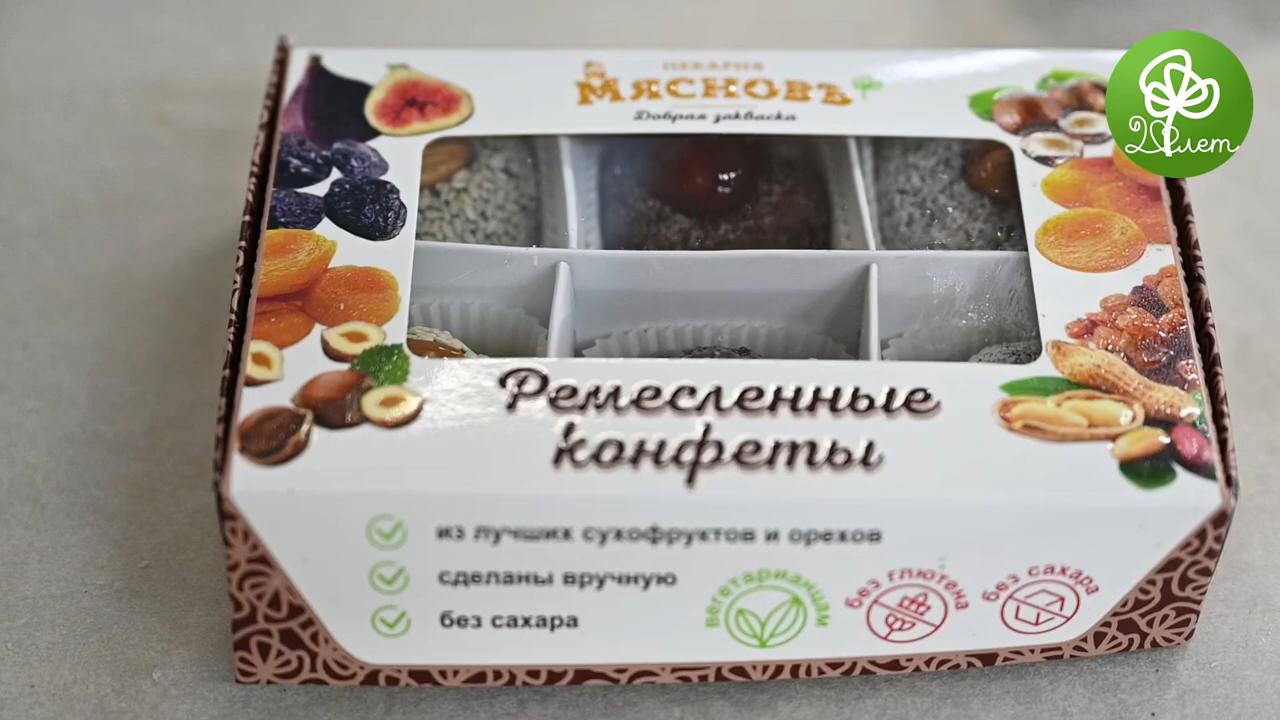 ПЕКАРНЯ
МЯСНОВЪ
Добрая закваска
20 лет
Ремесленные
конфеты
из лучших сухофруктов и орехов
сделаны вручную
без сахара
вегетарианцам
без глютена
без сахара